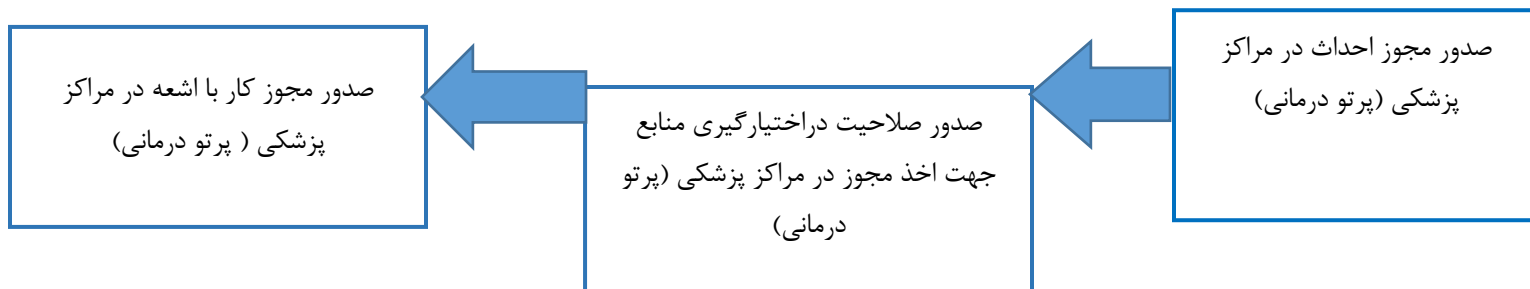 صدور مجوز احداث در مراکز
پزشکی (پرتو درمانی)
صدور صلاحیت دراختیارگیری منابع
جهت اخذ مجوز در مراکز پزشکی (پرتو
درمانی)
صدور مجوز کار با اشعه در مراکز
پزشکی ( پرتو درمانی)